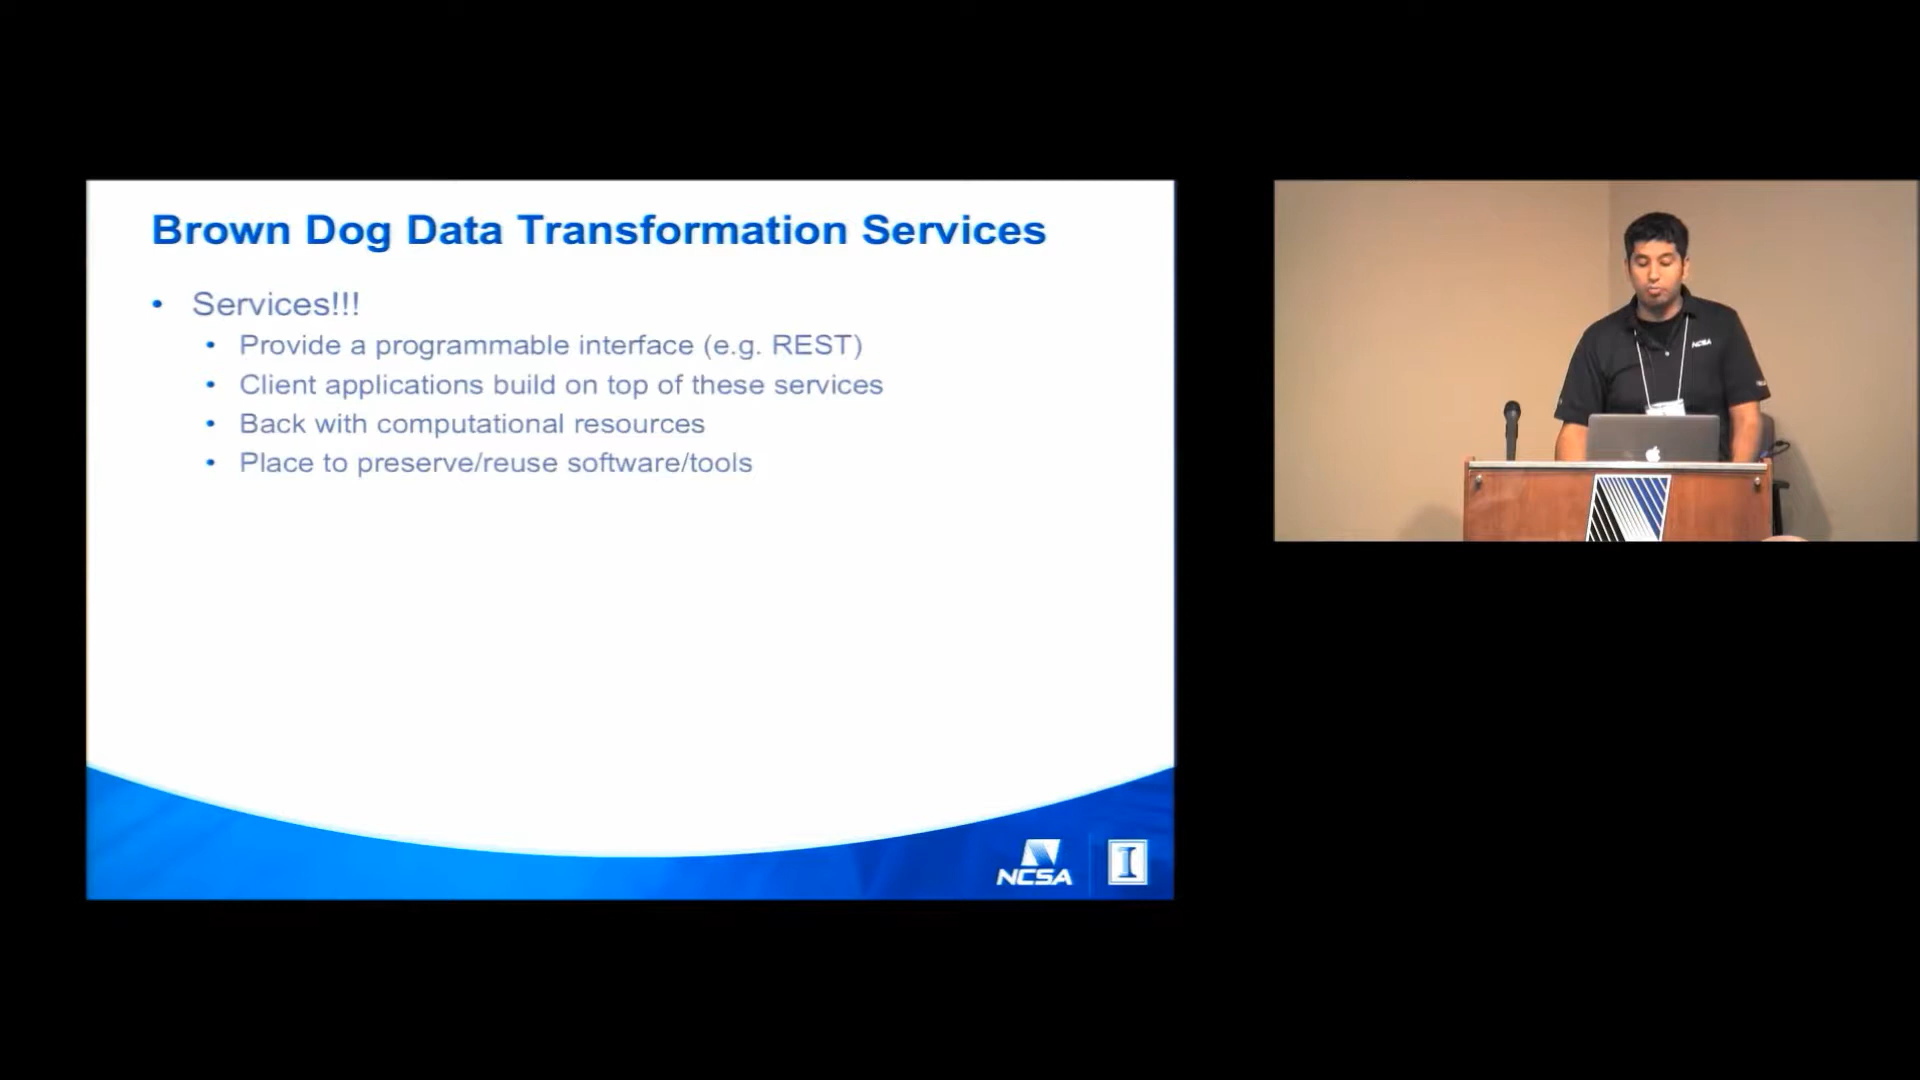 Brown Dog Data Transformation Services
• Services!!!
• Provide a programmable interface (e.g. REST)
• Client applications build on top of these services
• Back with computational resources
• Place to preserve/reuse software/tools
NCSA
I
NCSA